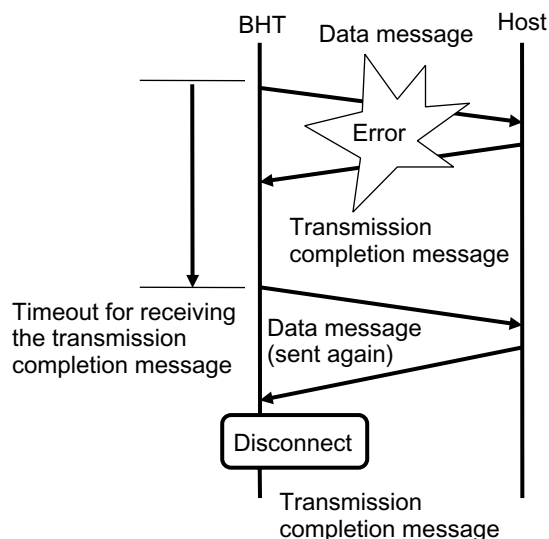 BHT
Host
Data message
Error
Transmission
completion message
Timeout for receiving
the transmission
completion message
Data message
(sent again)
Disconnect
Transmission
completion message